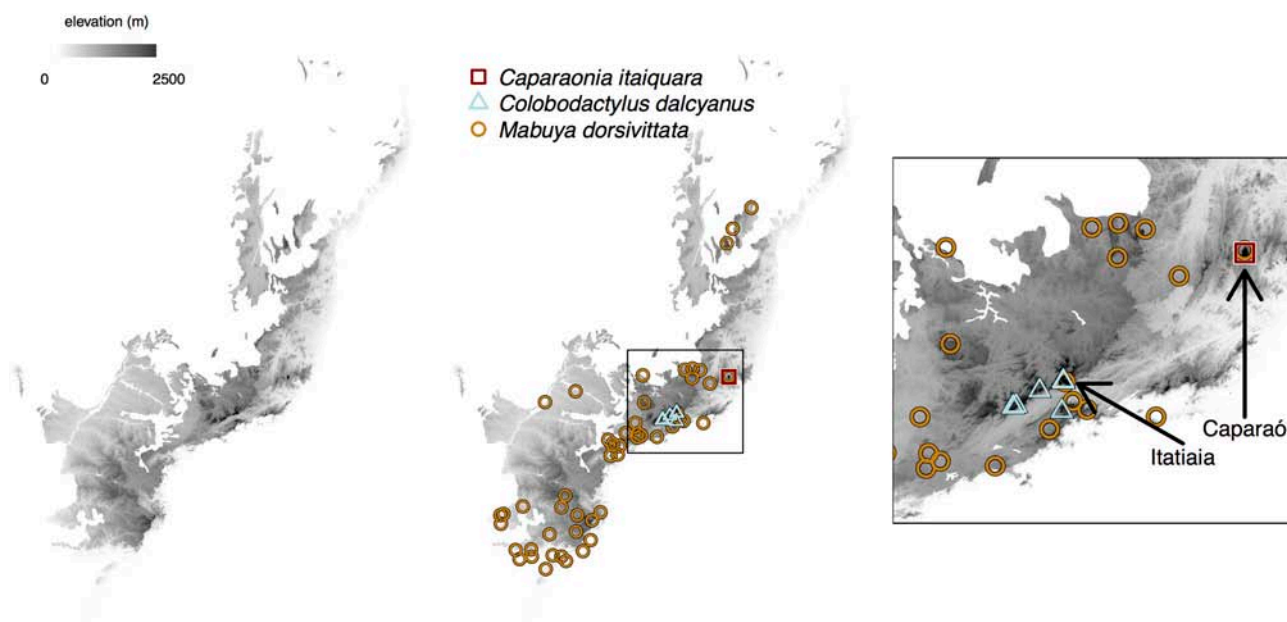 elevation (m)
0 2500
Caparaonia itaiquara
Colobodactylus dalcyanus
Mabuya dorsivittata
Caparaó
Itatiaia